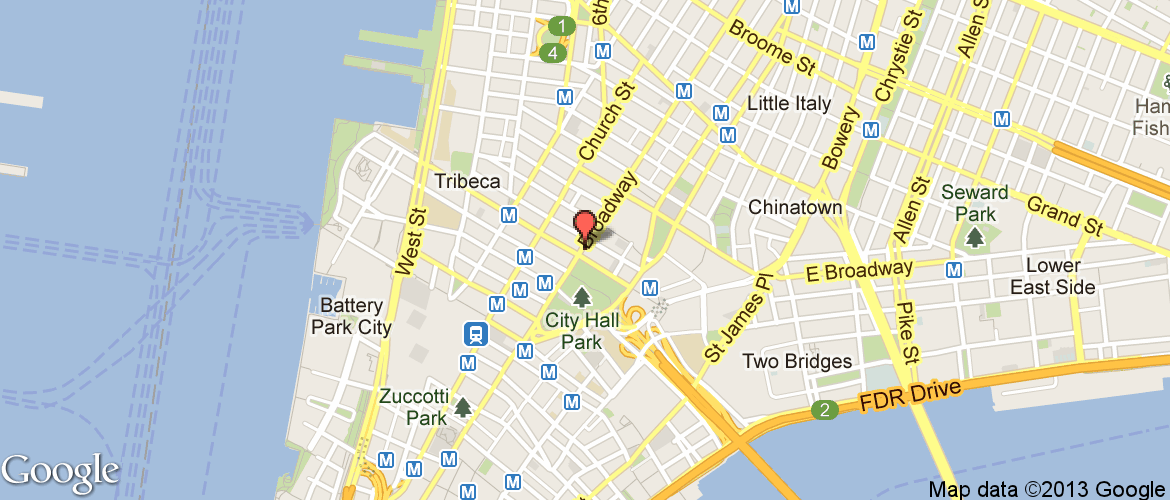 1
4
6th
M
M
Broome St
M
Chrystie St
Allen St
M
Church St
M
Little Italy
M
M
Bowery
M
M
Ham
Fish
Tribeca
Broadway
Chinatown
Allen St
Seward
Park
Grand St
M
West St
M
M
M
M
M
E Broadway
M
Lower
East Side
Battery
Park City
City Hall
Park
St James Pl
Pike St
M
M
M
Two Bridges
Zuccotti
Park
M
2
FDR Drive
M
M
M
M
M
Google
Map data ©2013 Google